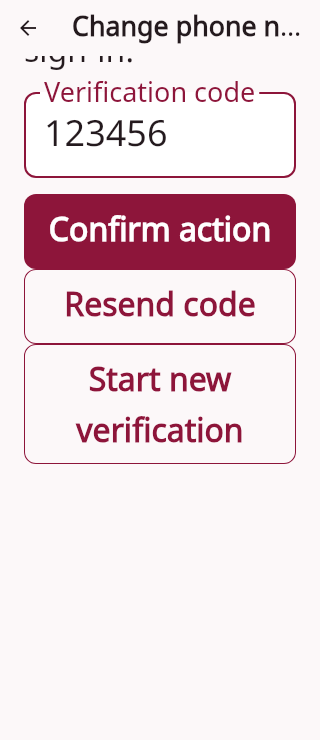 Change phone n...
sign in.
Verification code
123456
Confirm action
Resend code
Start new
verification